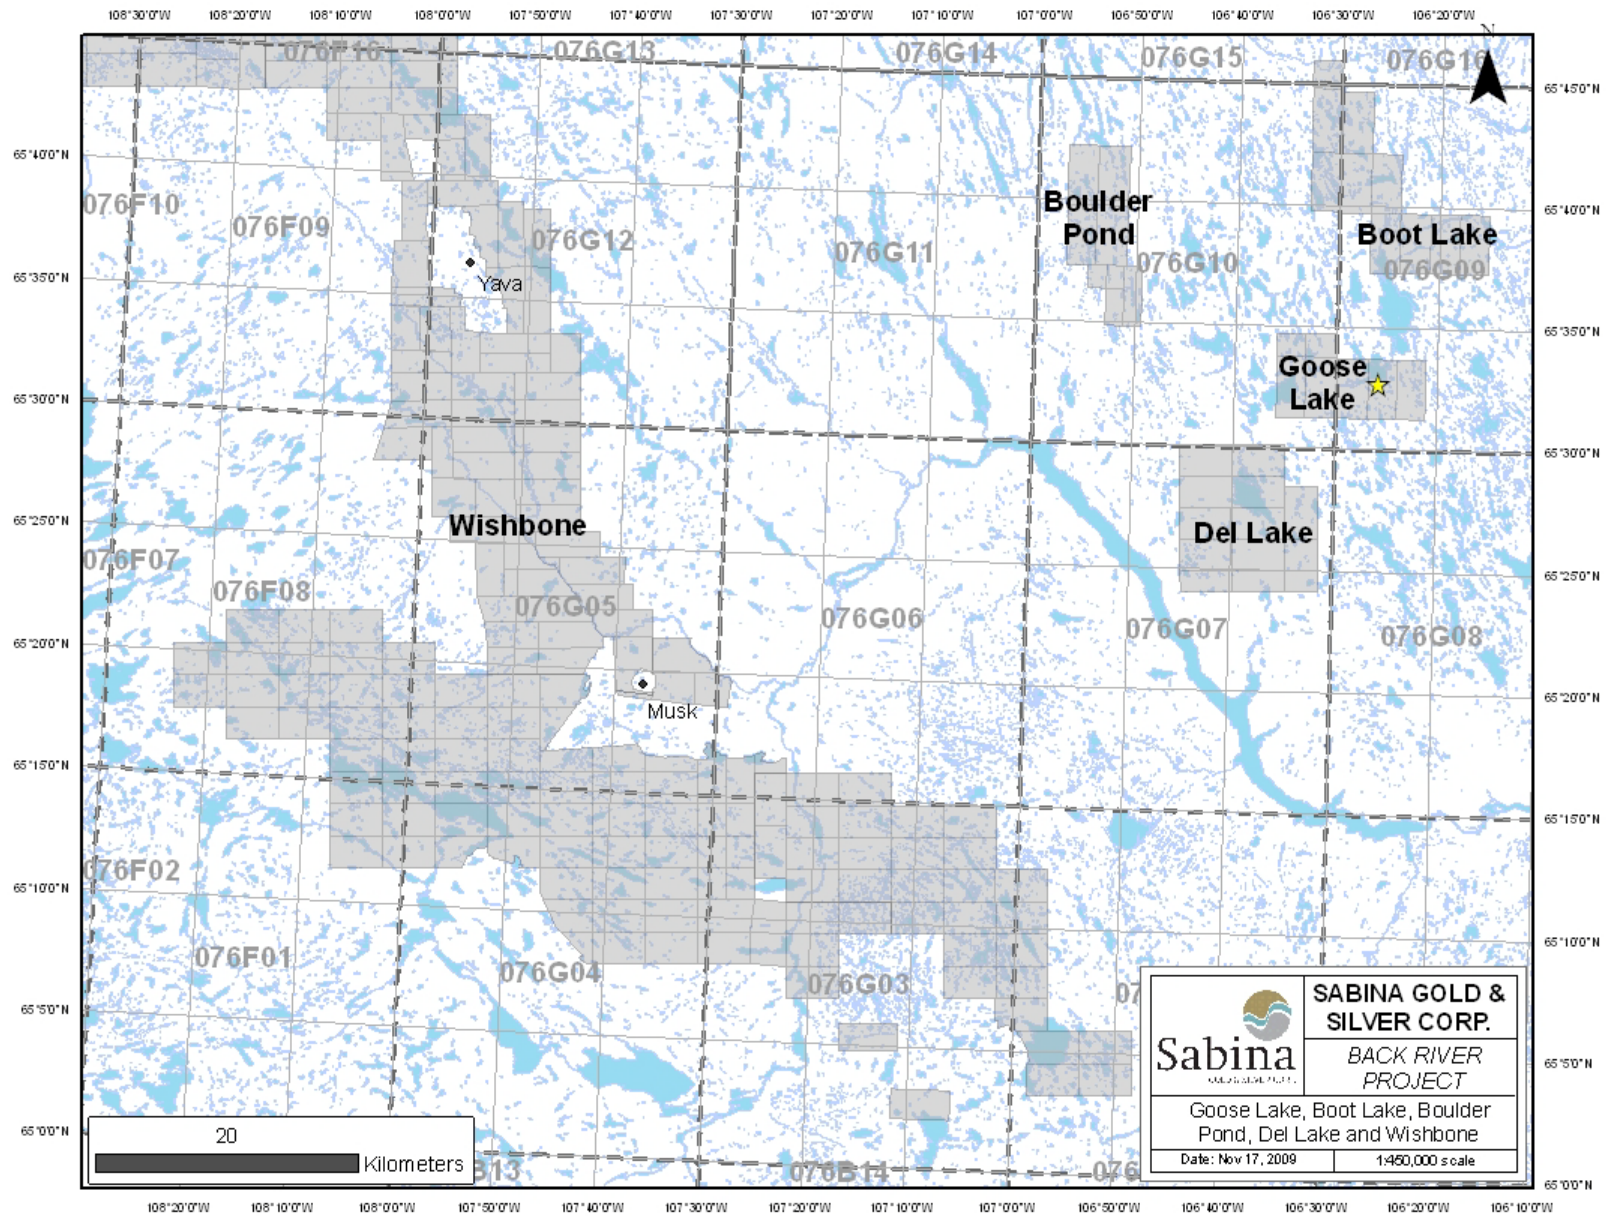 108°30'0"W 108°20'0"W 108°10'0"W 108°0'0"W 107°50'0"W 107°40'0"W 107°30'0"W 107°20'0"W 107°10'0"W 107°0'0"W 106°50'0"W 106°40'0"W 106°30'0"W 106°20'0"W
N
076F16 076G13 076G14 076G15 076G16
65°45'0"N
65°40'0"N
076F10 076F09 076G12 076G11 076G10 076G09
65°40'0"N
Boulder
Pond
Boot Lake
65°35'0"N
Yava
65°35'0"N
Goose
Lake
65°30'0"N
65°30'0"N
65°25'0"N
Wishbone
Del Lake
076F07 076F08 076G05 076G06 076G07 076G08
65°25'0"N
65°20'0"N
Musk
65°20'0"N
65°15'0"N
65°15'0"N
076F02
65°10'0"N
65°10'0"N
076F01 076G04 076G03 07
65°5'0"N
65°5'0"N
65°0'0"N
65°0'0"N
B13 076B14 076
20
Kilometers
Sabina
SABINA GOLD &
SILVER CORP.
BACK RIVER
PROJECT
Goose Lake, Boot Lake, Boulder
Pond, Del Lake and Wishbone
Date: Nov 17, 2009
1:450,000 scale
108°20'0"W 108°10'0"W 108°0'0"W 107°50'0"W 107°40'0"W 107°30'0"W 107°20'0"W 107°10'0"W 107°0'0"W 106°50'0"W 106°40'0"W 106°30'0"W 106°20'0"W 106°10'0"W